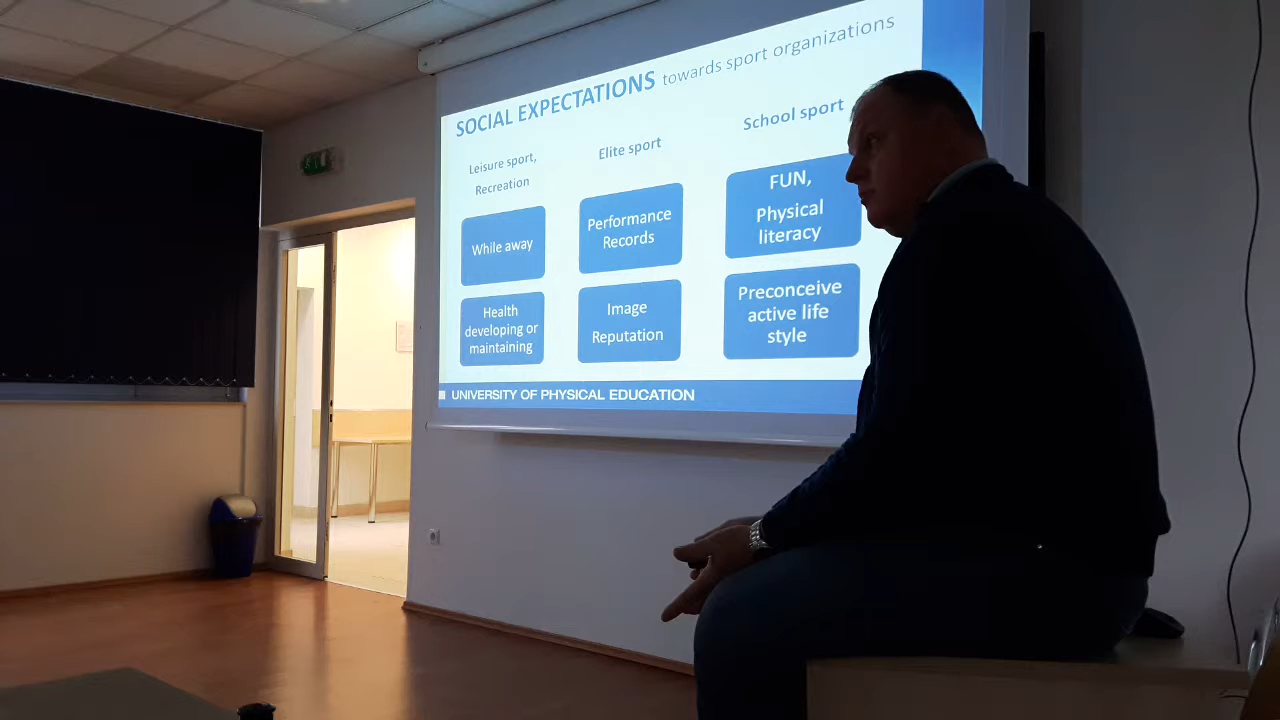 SOCIAL EXPECTATIONS towards sport organizations
Leisure sport,
Recreation
Elite sport
School sport
While away
Performance
Records
FUN,
Physical
literacy
Health
developing or
maintaining
Image
Reputation
Preconceive
active life
style
UNIVERSITY OF PHYSICAL EDUCATION